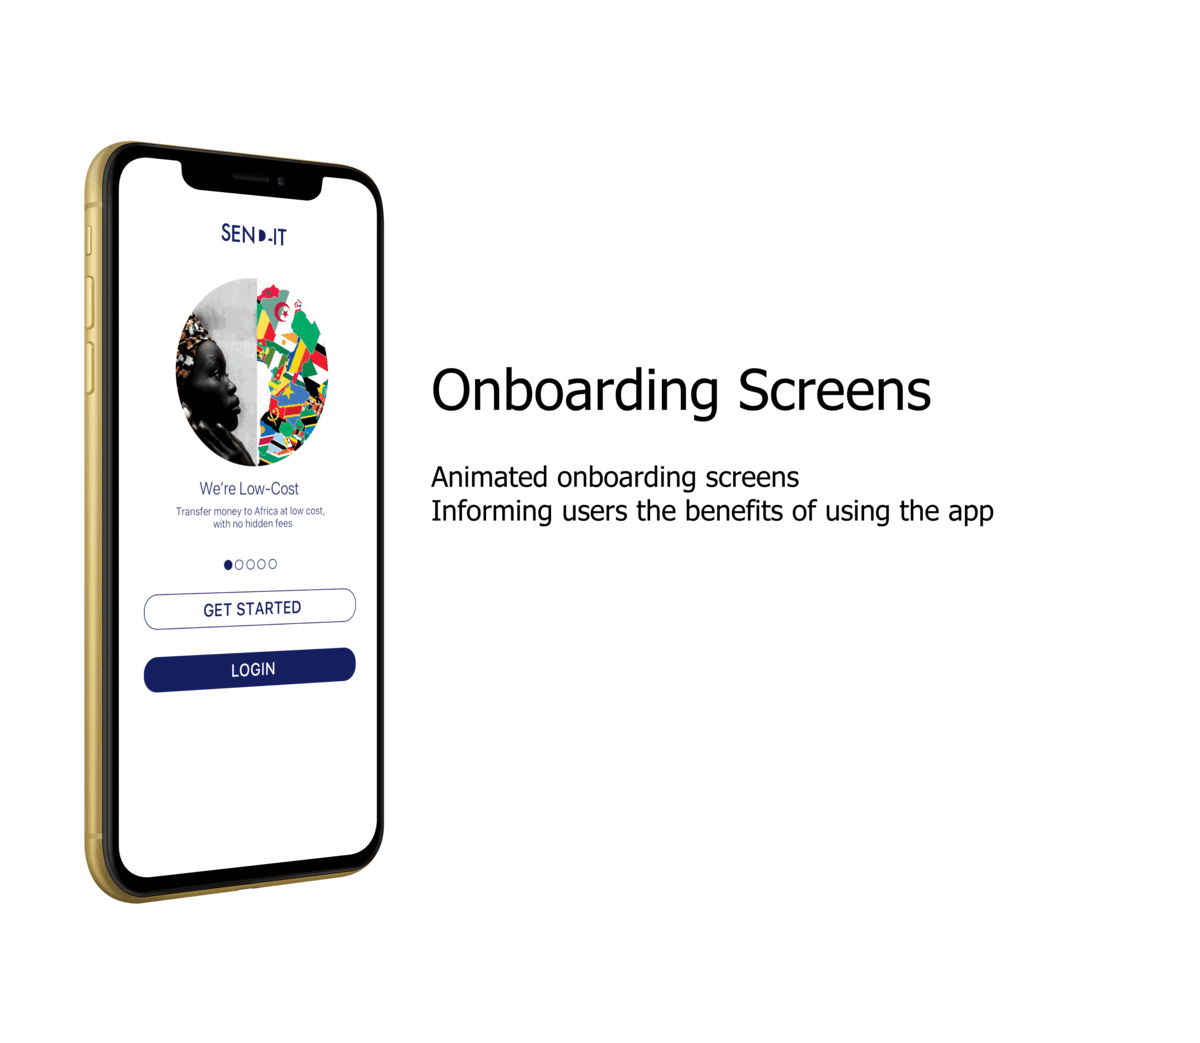 SEND-IT
We're Low-Cost
Transfer money to Africa at low cost,
with no hidden fees
GET STARTED
LOGIN
Onboarding Screens
Animated onboarding screens
Informing users the benefits of using the app